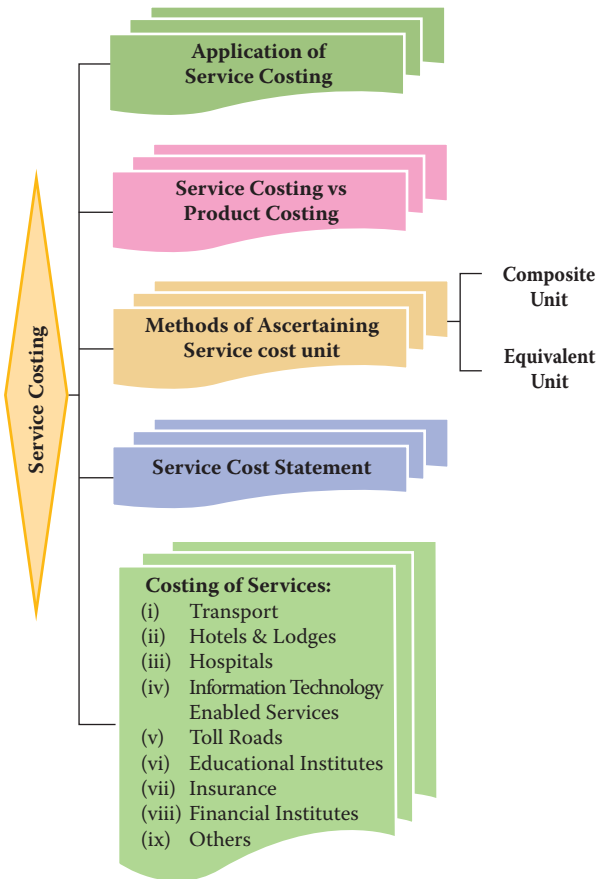 Service Costing
Application of
Service Costing
Service Costing vs
Product Costing
Methods of Ascertaining
Service cost unit
Composite
Unit
Equivalent
Unit
Service Cost Statement
Costing of Services:
(i) Transport
(ii) Hotels & Lodges
(iii) Hospitals
(iv) Information Technology
Enabled Services
(v) Toll Roads
(vi) Educational Institutes
(vii) Insurance
(viii) Financial Institutes
(ix) Others